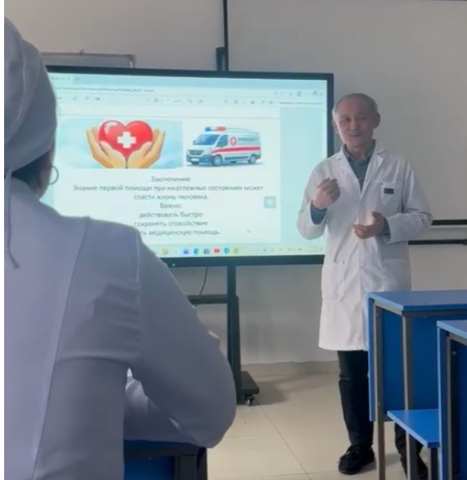 Заключение
Знание первой помощи при неотложных состояниях может
спасти жизнь человека.
Важно:
действовать быстро
сохранять спокойствие
медицинскую помощь.